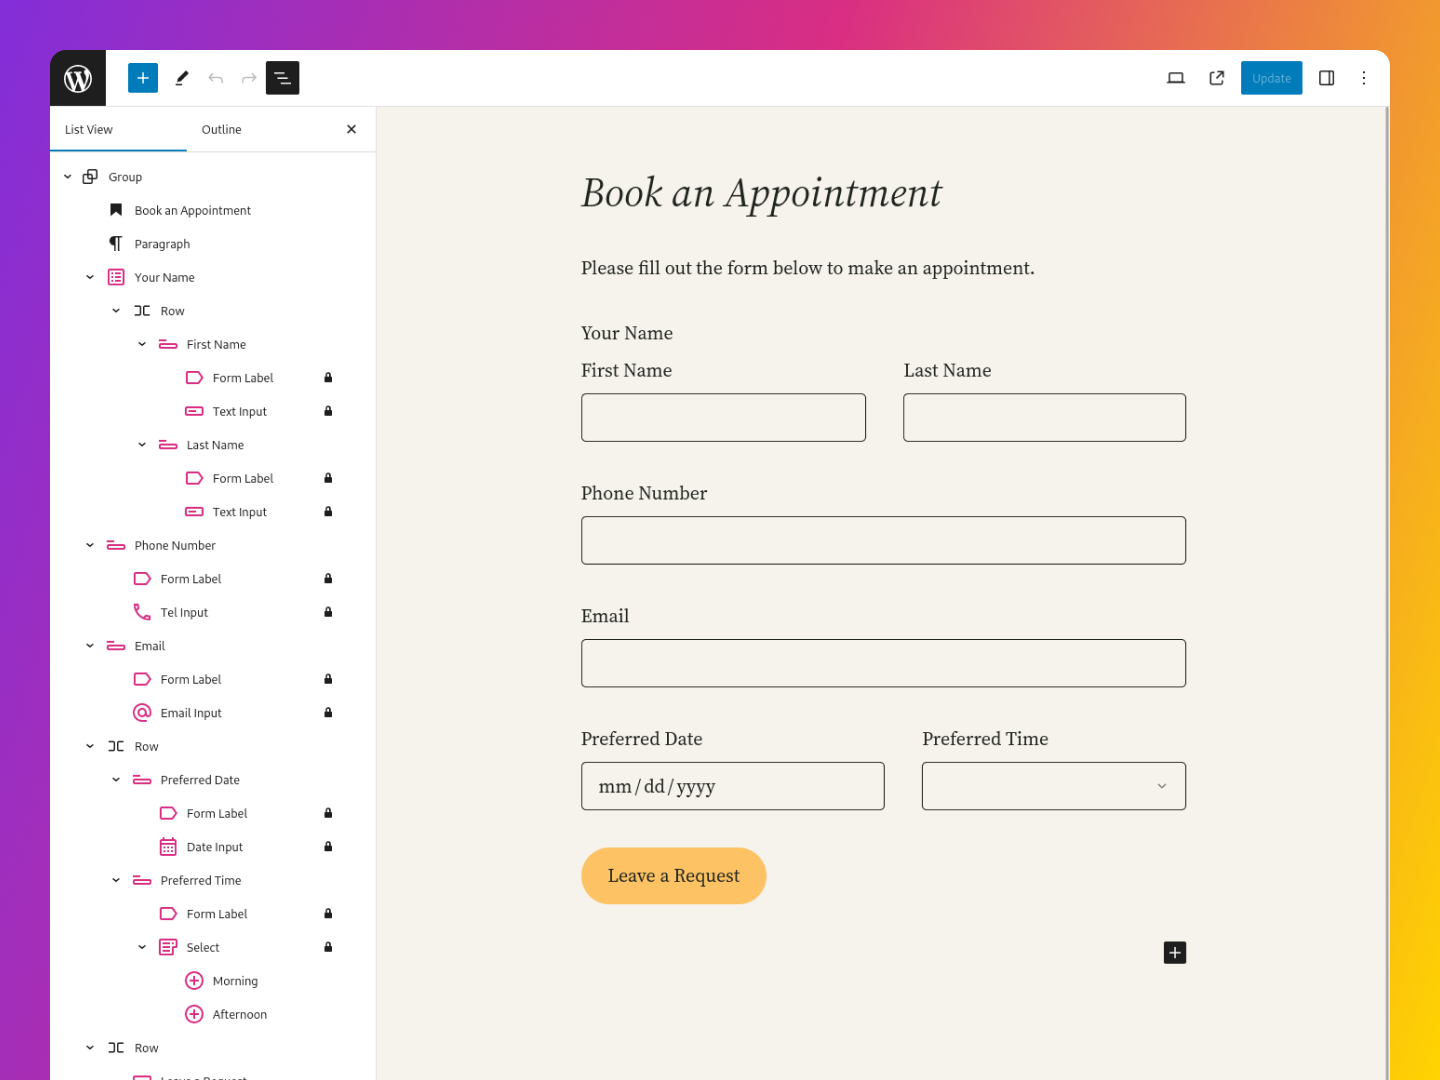 Update
List View
Outline
Group
Book an Appointment
Paragraph
Your Name
Row
First Name
Form Label
Text Input
Last Name
Form Label
Text Input
Phone Number
Form Label
Tel Input
Email
Form Label
Email Input
Row
Preferred Date
Form Label
Date Input
Preferred Time
Form Label
Select
Morning
Afternoon
Row
Leave a Request
Book an Appointment
Please fill out the form below to make an appointment.
Your Name
First Name
Last Name
Phone Number
Email
Preferred Date
Preferred Time
mm/dd/yyyy
Leave a Request